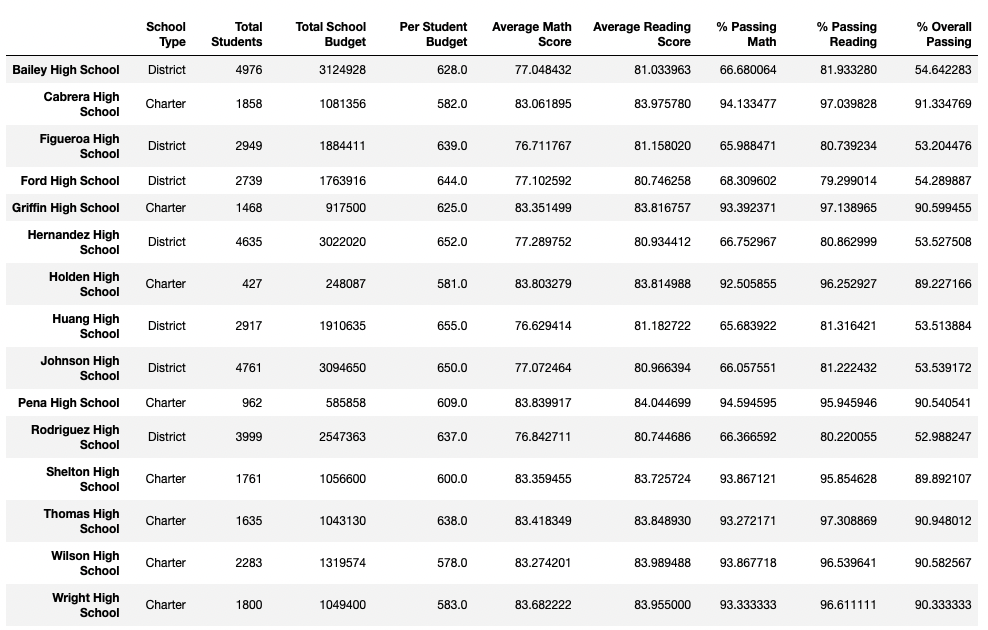 School Type Total Students Total School Budget Per Student Budget Average Math Score Average Reading Score % Passing Math % Passing Reading % Overall Passing
Bailey High School District 4976 3124928 628.0 77.048432 81.033963 66.680064 81.933280 54.642283
Cabrera High School Charter 1858 1081356 582.0 83.061895 83.975780 94.133477 97.039828 91.334769
Figueroa High School District 2949 1884411 639.0 76.711767 81.158020 65.988471 80.739234 53.204476
Ford High School District 2739 1763916 644.0 77.102592 80.746258 68.309602 79.299014 54.289887
Griffin High School Charter 1468 917500 625.0 83.351499 83.816757 93.392371 97.138965 90.599455
Hernandez High School District 4635 3022020 652.0 77.289752 80.934412 66.752967 80.862999 53.527508
Holden High School Charter 427 248087 581.0 83.803279 83.814988 92.505855 96.252927 89.227166
Huang High School District 2917 1910635 655.0 76.629414 81.182722 65.683922 81.316421 53.513884
Johnson High School District 4761 3094650 650.0 77.072464 80.966394 66.057551 81.222432 53.539172
Pena High School Charter 962 585858 609.0 83.839917 84.044699 94.594595 95.945946 90.540541
Rodriguez High School District 3999 2547363 637.0 76.842711 80.744686 66.366592 80.220055 52.988247
Shelton High School Charter 1761 1056600 600.0 83.359455 83.725724 93.867121 95.854628 89.892107
Thomas High School Charter 1635 1043130 638.0 83.418349 83.848930 93.272171 97.308869 90.948012
Wilson High School Charter 2283 1319574 578.0 83.274201 83.989488 93.867718 96.539641 90.582567
Wright High School Charter 1800 1049400 583.0 83.682222 83.955000 93.333333 96.611111 90.333333